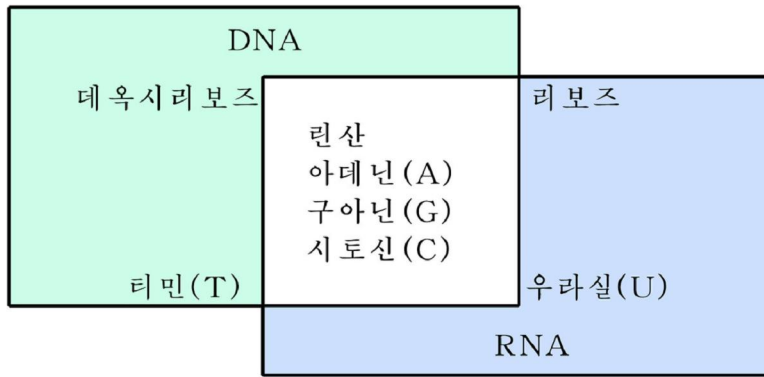 DNA
데옥시리보즈
리보즈
린산
아데닌(A)
구아닌(G)
시토신(C)
티민(T)
우라실(U)
RNA